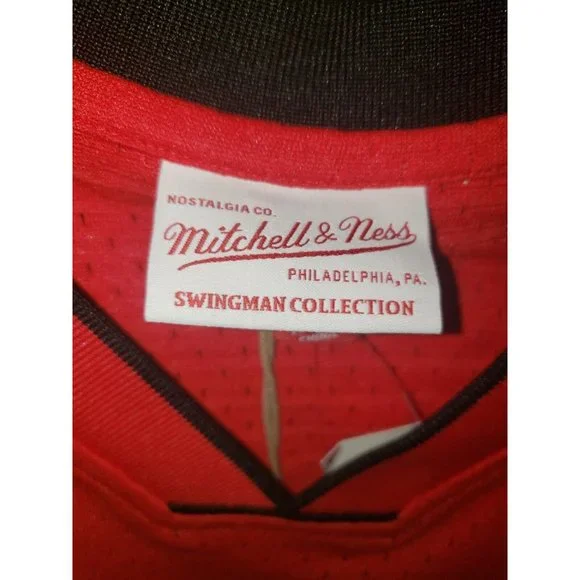 NOSTALGIA CO.
Mitchell & Ness
PHILADELPHIA, PA.
SWINGMAN COLLECTION